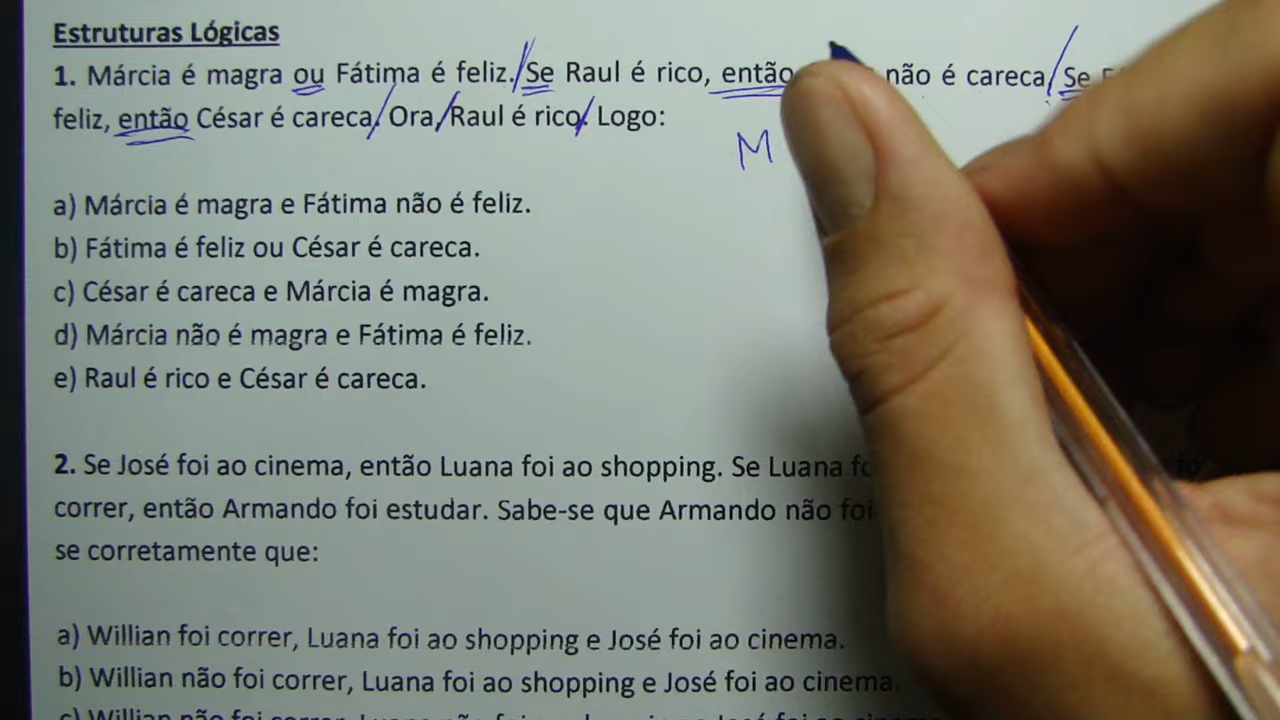 Estruturas Lógicas
1. Márcia é magra ou Fátima é feliz. Se Raul é rico, então não é careca. Se
feliz, então César é careca. Ora, Raul é rico. Logo:
M
a) Márcia é magra e Fátima não é feliz.
b) Fátima é feliz ou César é careca.
c) César é careca e Márcia é magra.
d) Márcia não é magra e Fátima é feliz.
e) Raul é rico e César é careca.
2. Se José foi ao cinema, então Luana foi ao shopping. Se Luana
correr, então Armando foi estudar. Sabe-se que Armando não foi
se corretamente que:
a) Willian foi correr, Luana foi ao shopping e José foi ao cinema.
b) Willian não foi correr, Luana foi ao shopping e José foi ao cinema.